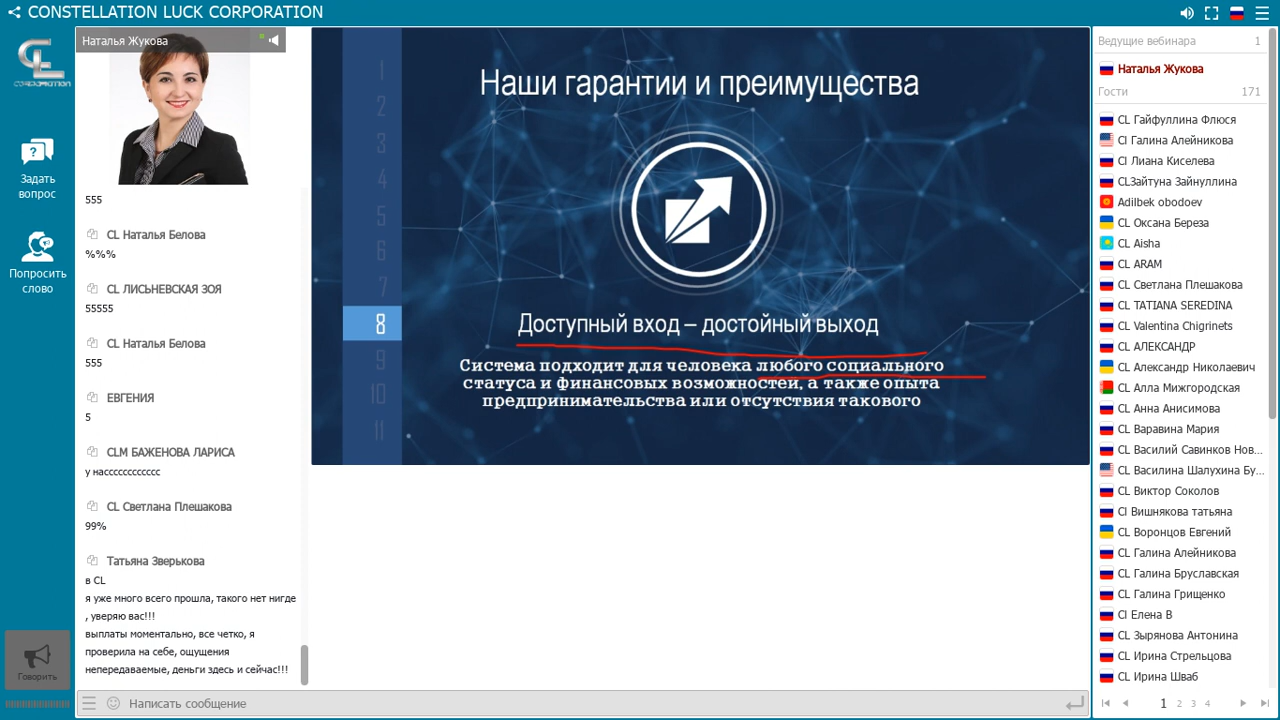 CONSTELLATION LUCK CORPORATION
CL
CORPORATION
Задать
вопрос
Попросить
слово
Говорить
Наталья Жукова
555
CL Наталья Белова
%%%
CL ЛИСЬНЕВСКАЯ ЗОЯ
55555
CL Наталья Белова
555
ЕВГЕНИЯ
5
CLM БАЖЕНОВА ЛАРИСА
у насссссссссссс
CL Светлана Плешакова
99%
Татьяна Зверькова
в CL
я уже много всего прошла, такого нет нигде
, уверяю вас!!!
выплаты моментально, все четко, я
проверила на себе, ощущения
непередаваемые, деньги здесь и сейчас!!!
Написать сообщение
1
2
3
4
5
6
7
8
9
10
11
Наши гарантии и преимущества
Доступный вход – достойный выход
Система подходит для человека любого социального
статуса и финансовых возможностей, а также опыта
предпринимательства или отсутствия такового
Ведущие вебинара 1
Наталья Жукова
Гости 171
CL Гайфуллина Флюся
Cl Галина Алейникова
Cl Лиана Киселева
CLЗайтуна Зайнуллина
Adilbek obodoev
CL Оксана Береза
CL Aisha
CL ARAM
CL Светлана Плешакова
CL TATIANA SEREDINA
CL Valentina Chigrinets
CL АЛЕКСАНДР
CL Александр Николаевич
CL Алла Мижгородская
CL Анна Анисимова
CL Варавина Мария
CL Василий Савинков Нов...
CL Василина Шалухина Бу...
CL Виктор Соколов
Cl Вишнякова татьяна
CL Воронцов Евгений
CL Галина Алейникова
CL Галина Бруславская
CL Галина Грищенко
Cl Елена В
CL Зырянова Антонина
CL Ирина Стрельцова
CL Ирина Шваб
1 2 3 4